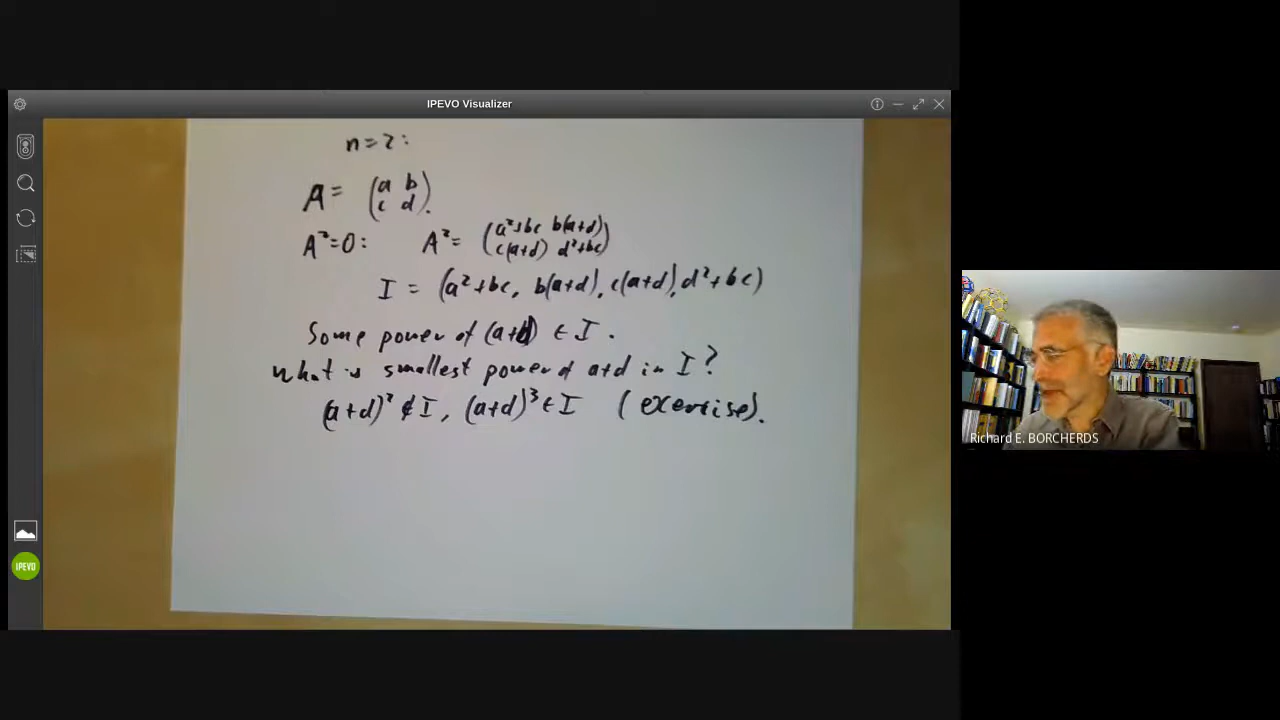 IPEVO Visualizer
n=2:
A = (a b
c d).
A²=0: A² = (a²+bc b(a+d)
c(a+d) d²+bc)
I = (a²+bc, b(a+d), c(a+d), d²+bc)
Some power of (a+d) ∈ I.
What is smallest power of a+d in I?
(a+d)² ∉ I, (a+d)³ ∈ I (exercise).
Richard E. BORCHERDS
IPEVO